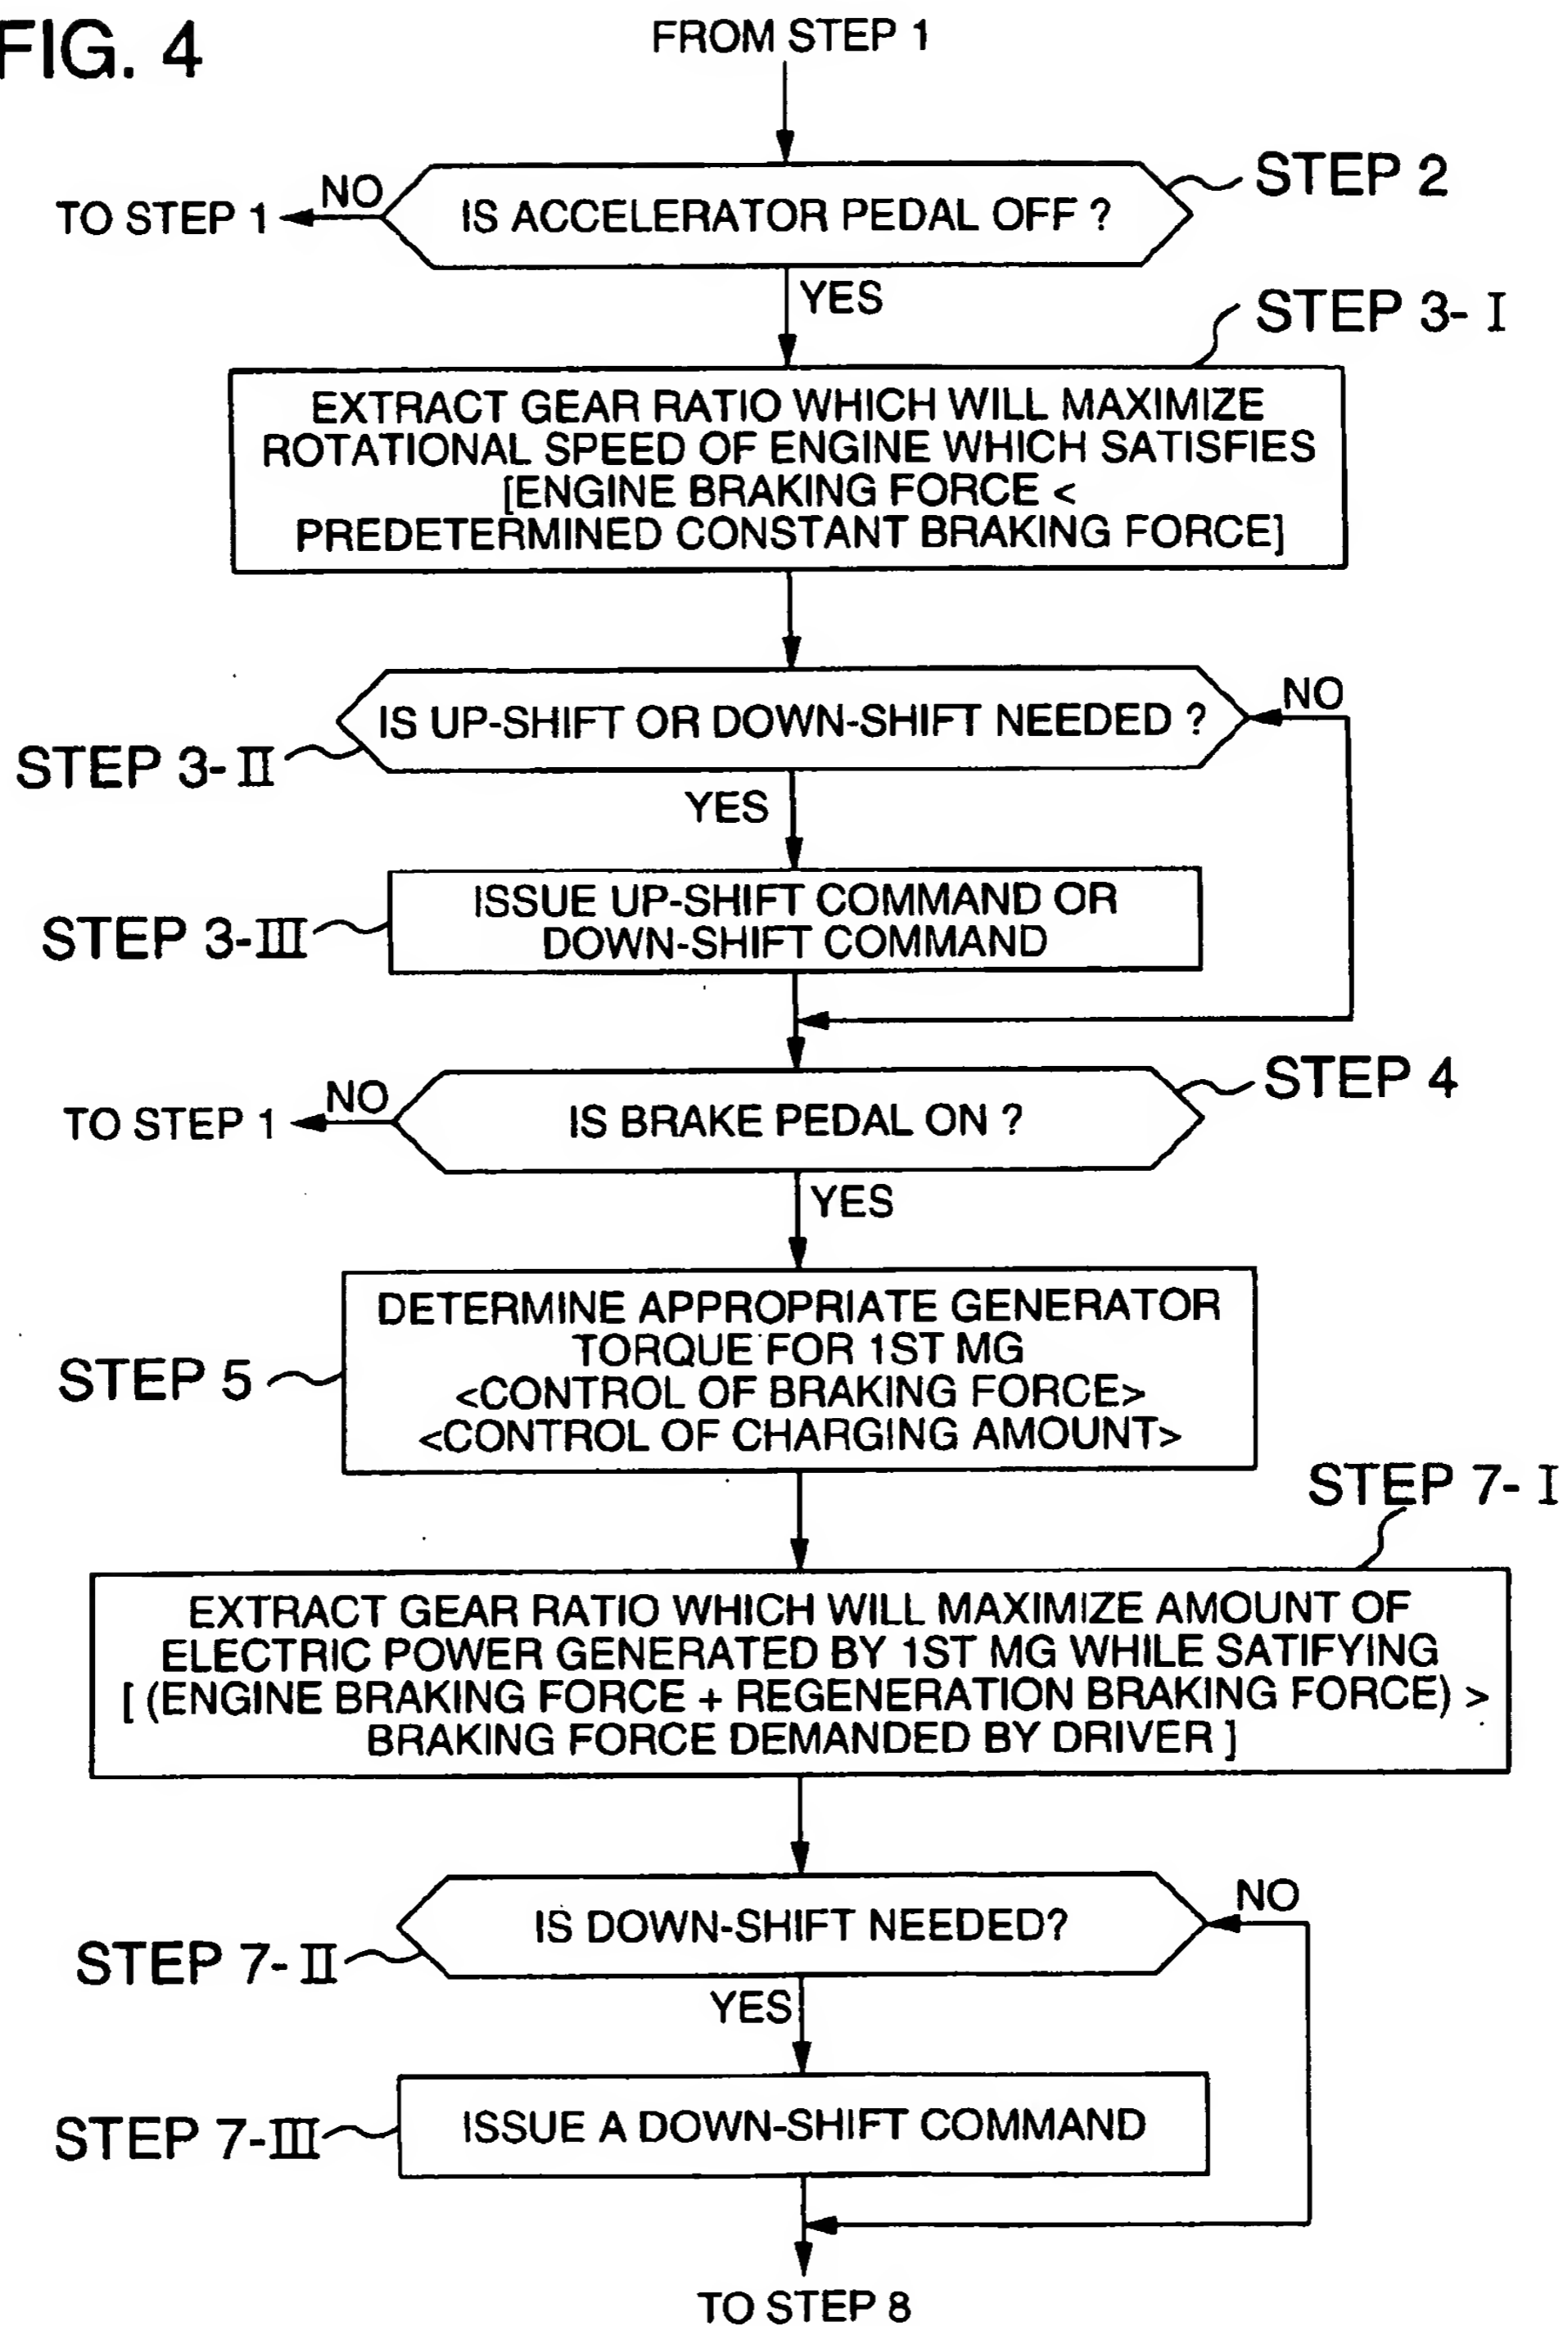 FIG. 4
FROM STEP 1
STEP 2
NO
TO STEP 1
IS ACCELERATOR PEDAL OFF ?
YES
STEP 3- I
EXTRACT GEAR RATIO WHICH WILL MAXIMIZE
ROTATIONAL SPEED OF ENGINE WHICH SATISFIES
[ENGINE BRAKING FORCE <
PREDETERMINED CONSTANT BRAKING FORCE]
NO
IS UP-SHIFT OR DOWN-SHIFT NEEDED ?
STEP 3- II
YES
ISSUE UP-SHIFT COMMAND OR
DOWN-SHIFT COMMAND
STEP 3-III
STEP 4
NO
TO STEP 1
IS BRAKE PEDAL ON ?
YES
DETERMINE APPROPRIATE GENERATOR
TORQUE FOR 1ST MG
<CONTROL OF BRAKING FORCE>
<CONTROL OF CHARGING AMOUNT>
STEP 5
STEP 7- I
EXTRACT GEAR RATIO WHICH WILL MAXIMIZE AMOUNT OF
ELECTRIC POWER GENERATED BY 1ST MG WHILE SATIFYING
[ (ENGINE BRAKING FORCE + REGENERATION BRAKING FORCE) >
BRAKING FORCE DEMANDED BY DRIVER ]
NO
IS DOWN-SHIFT NEEDED?
STEP 7- II
YES
ISSUE A DOWN-SHIFT COMMAND
STEP 7-III
TO STEP 8